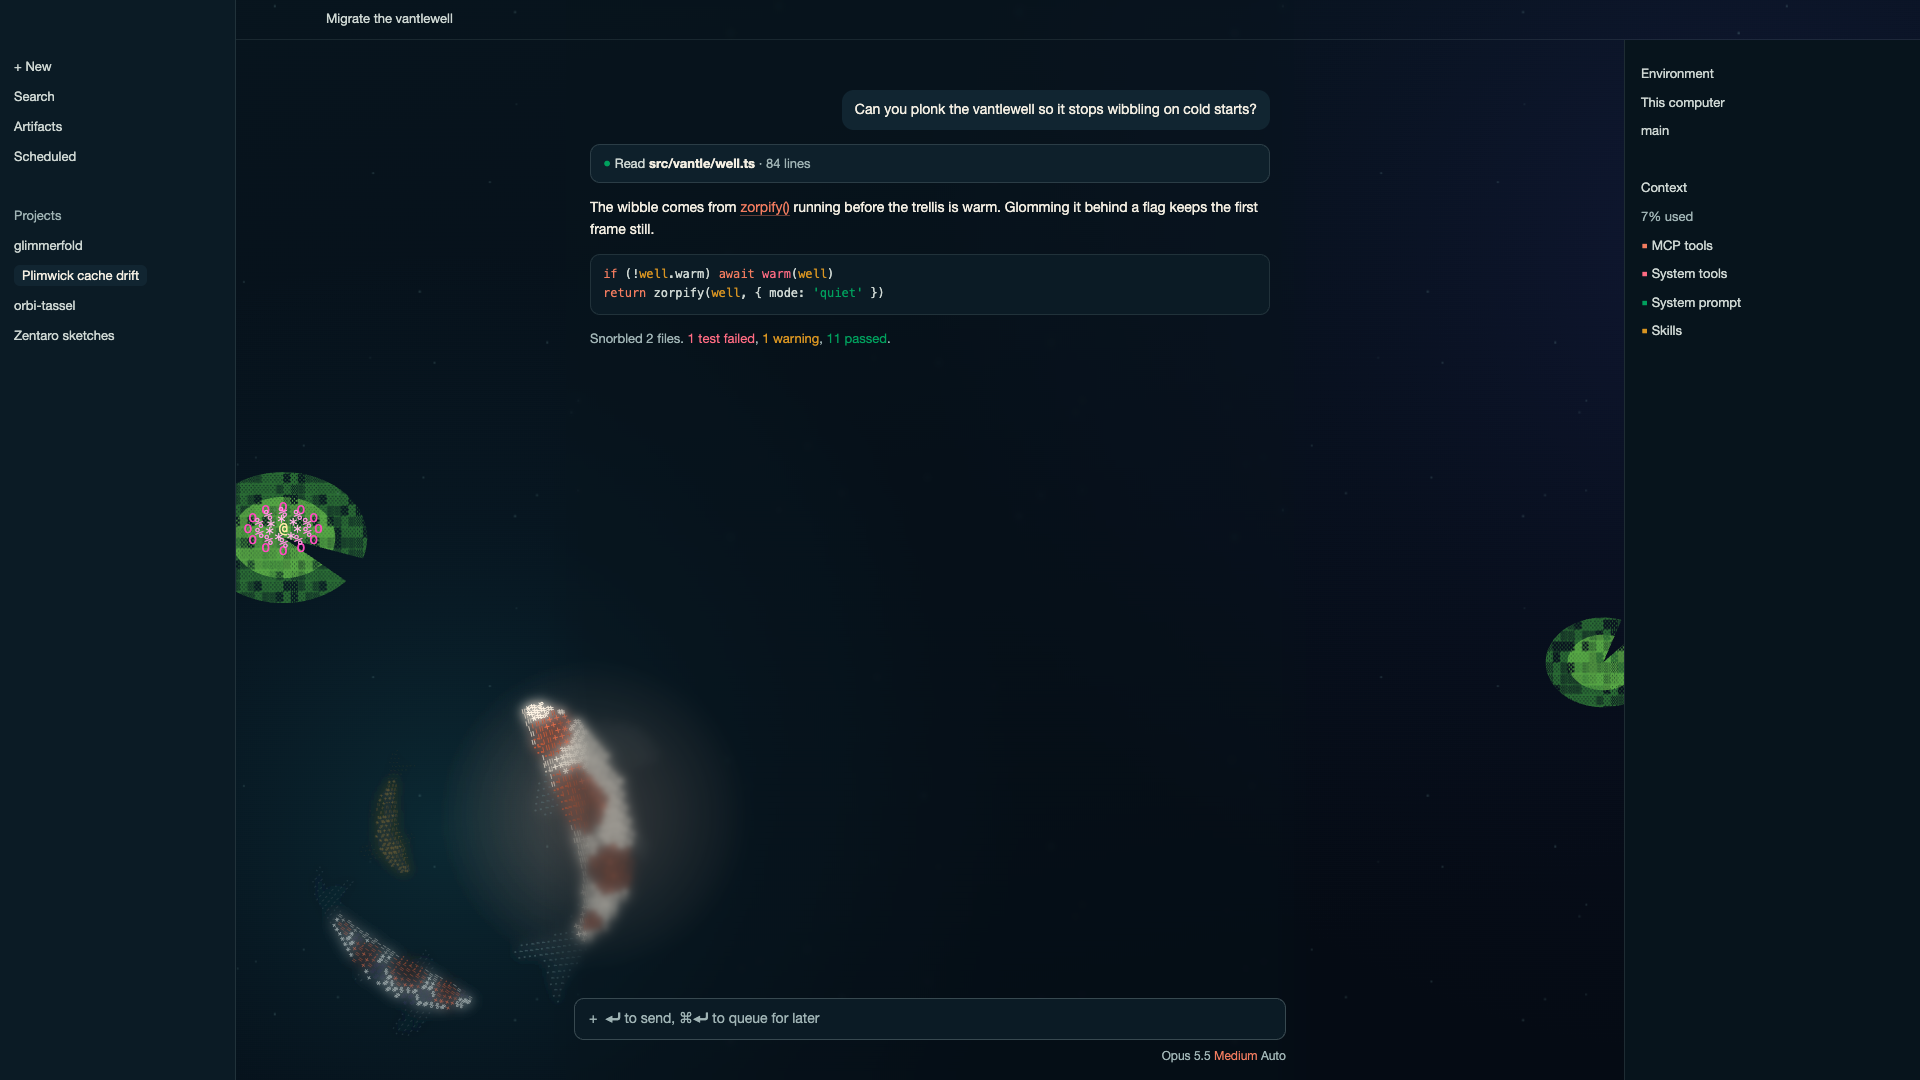 Migrate the vantlewell
+ New
Search
Artifacts
Scheduled
Projects
glimmerfold
Plimwick cache drift
orbi-tassel
Zentaro sketches
Can you plonk the vantlewell so it stops wibbling on cold starts?
Read src/vantle/well.ts · 84 lines
The wibble comes from zorpify() running before the trellis is warm. Glomming it behind a flag keeps the first
frame still.
if (!well.warm) await warm(well)
return zorpify(well, { mode: 'quiet' })
Snorbled 2 files. 1 test failed, 1 warning, 11 passed.
+ ↵ to send, ⌘↵ to queue for later
Opus 5.5 Medium Auto
Environment
This computer
main
Context
7% used
MCP tools
System tools
System prompt
Skills